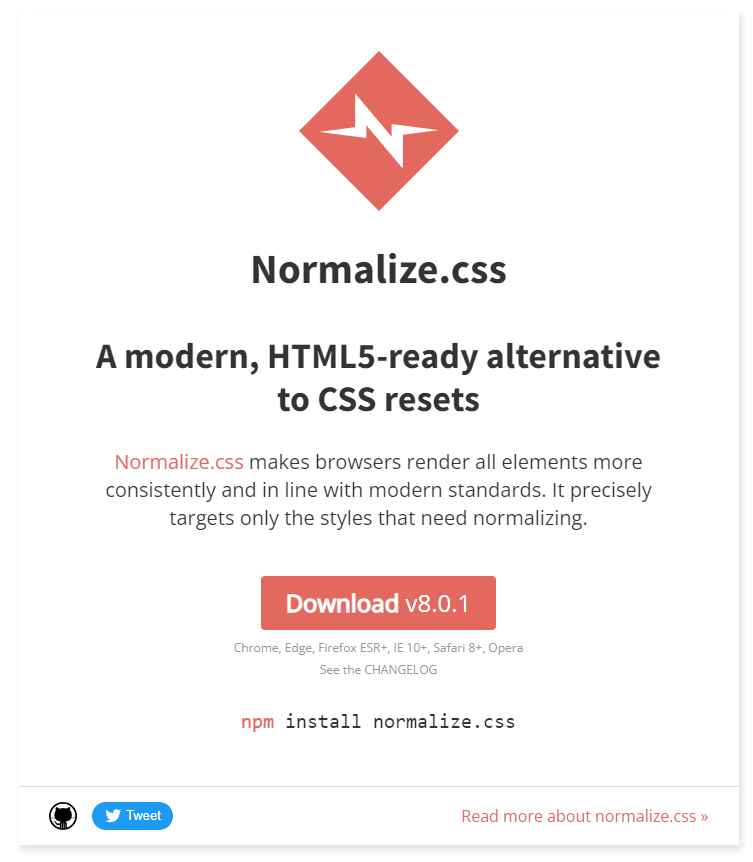 Normalize.css
A modern, HTML5-ready alternative
to CSS resets
Normalize.css makes browsers render all elements more
consistently and in line with modern standards. It precisely
targets only the styles that need normalizing.
Download v8.0.1
Chrome, Edge, Firefox ESR+, IE 10+, Safari 8+, Opera
See the CHANGELOG
npm install normalize.css
Tweet
Read more about normalize.css »